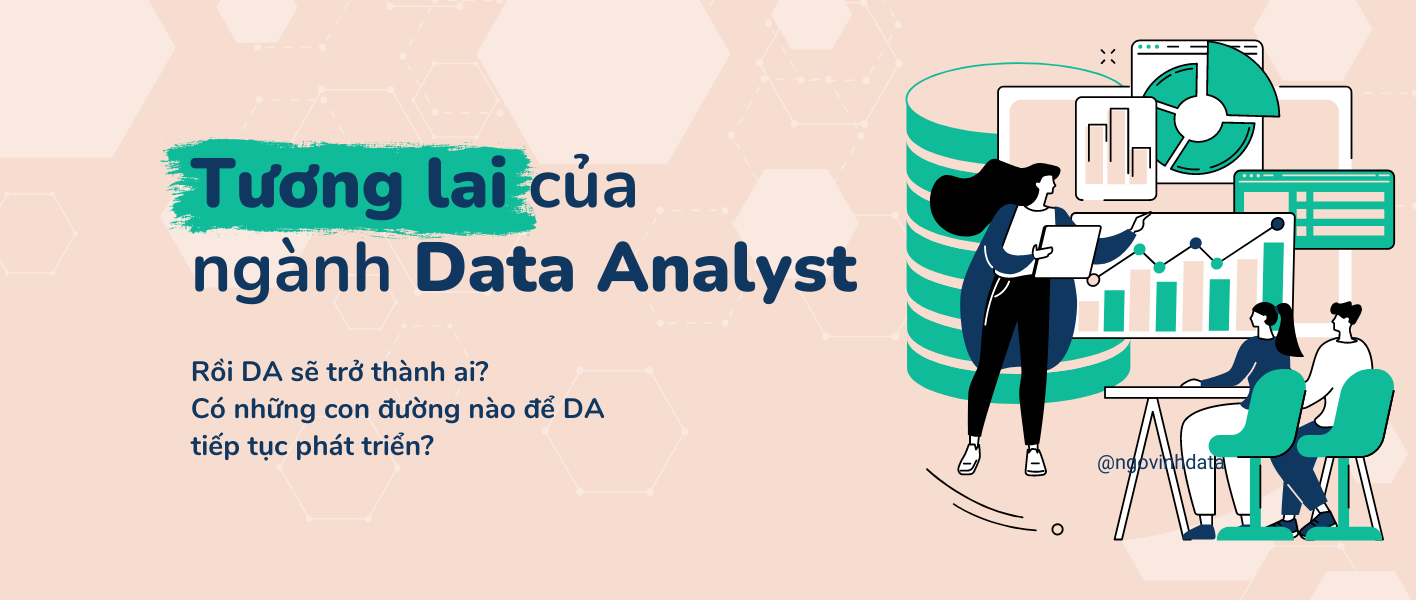 Tương lai của
ngành Data Analyst
Rồi DA sẽ trở thành ai?
Có những con đường nào để DA
tiếp tục phát triển?
@ngovinhdata